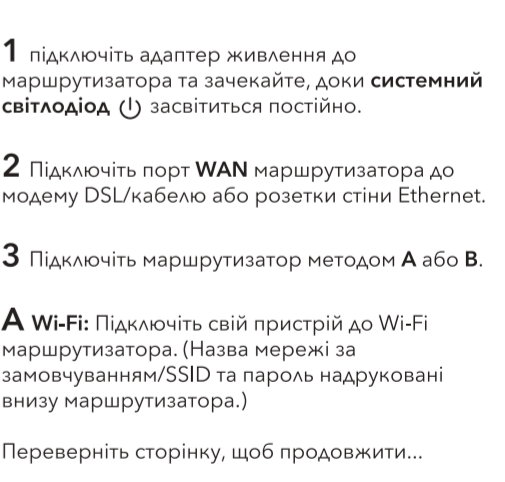 1 підключіть адаптер живлення до
маршрутизатора та зачекайте, доки системний
світлодіод засвітиться постійно.
2 Підключіть порт WAN маршрутизатора до
модему DSL/кабелю або розетки стіни Ethernet.
3 Підключіть маршрутизатор методом A або B.
A Wi-Fi: Підключіть свій пристрій до Wi-Fi
маршрутизатора. (Назва мережі за
замовчуванням/SSID та пароль надруковані
внизу маршрутизатора.)
Переверніть сторінку, щоб продовжити...